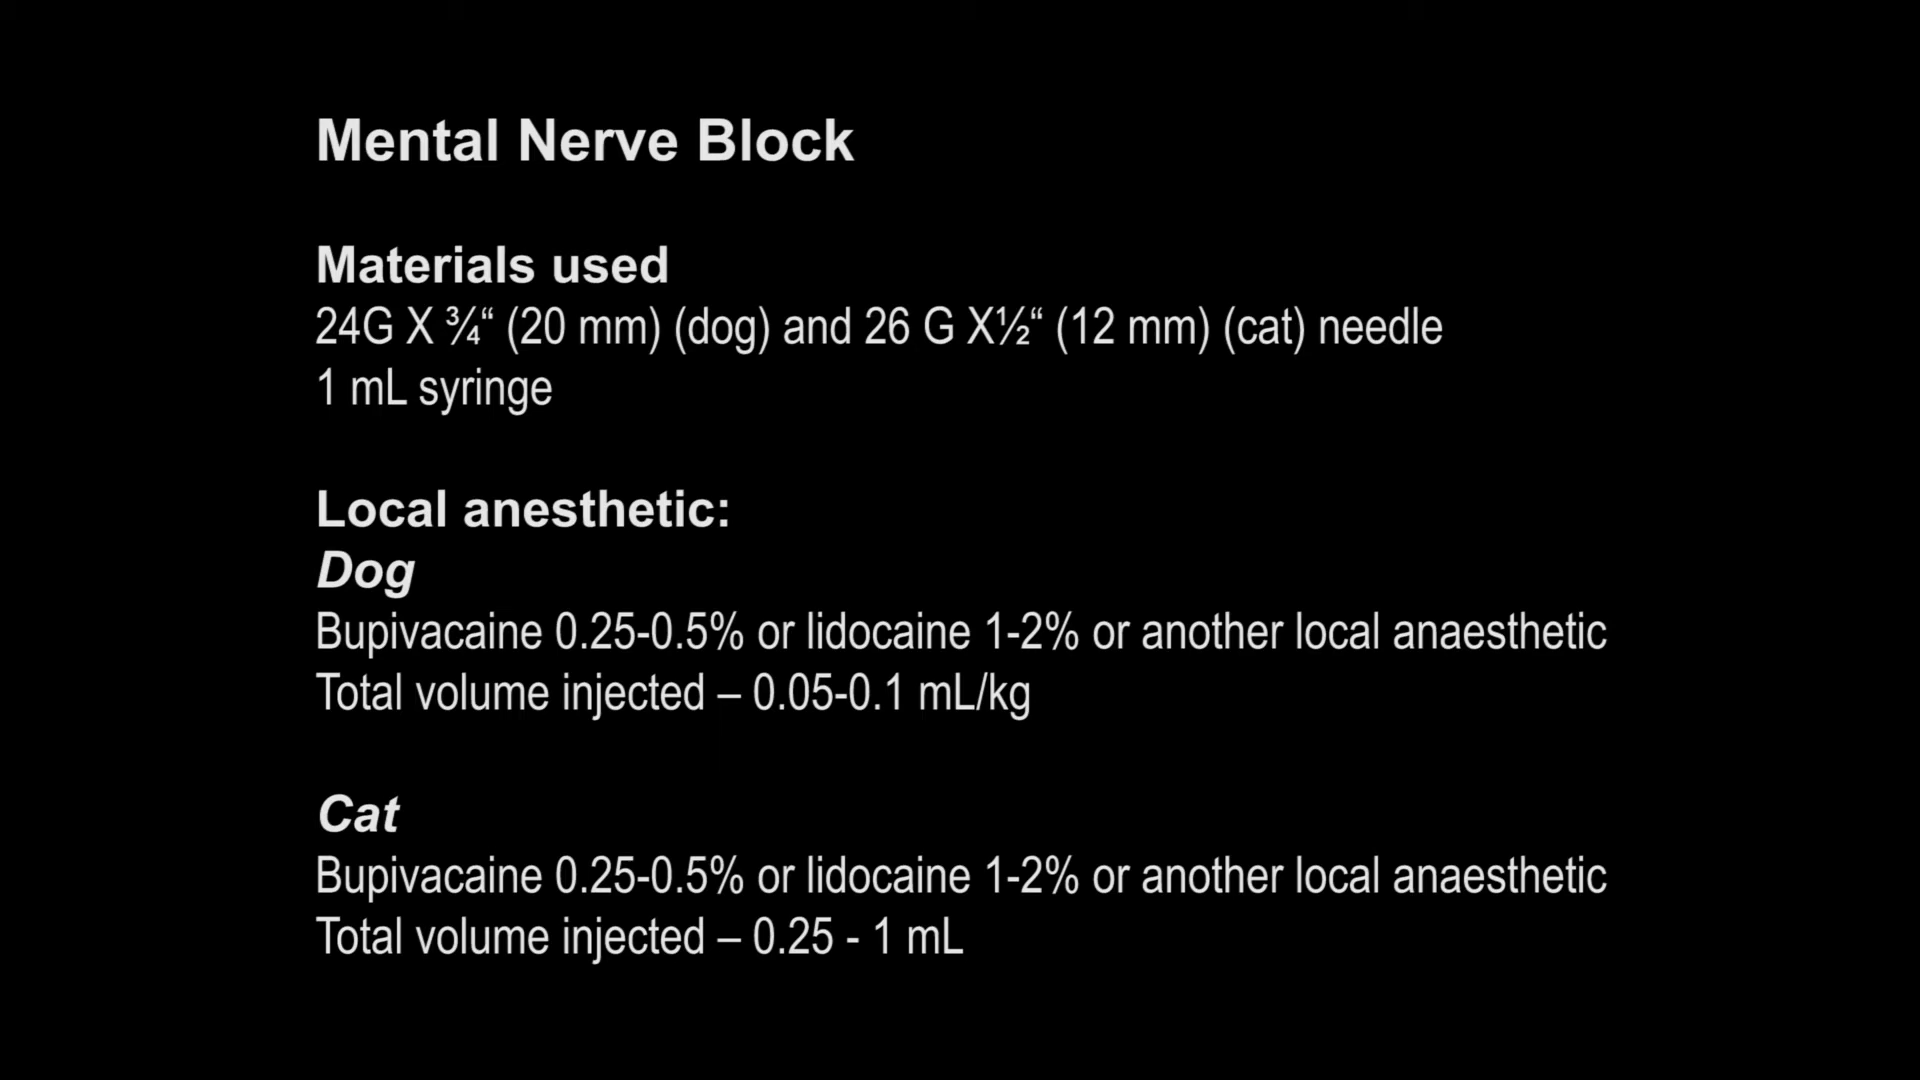 Mental Nerve Block
Materials used
24G X ¾“ (20 mm) (dog) and 26 G X½“ (12 mm) (cat) needle
1 mL syringe
Local anesthetic:
Dog
Bupivacaine 0.25-0.5% or lidocaine 1-2% or another local anaesthetic
Total volume injected – 0.05-0.1 mL/kg
Cat
Bupivacaine 0.25-0.5% or lidocaine 1-2% or another local anaesthetic
Total volume injected – 0.25 - 1 mL